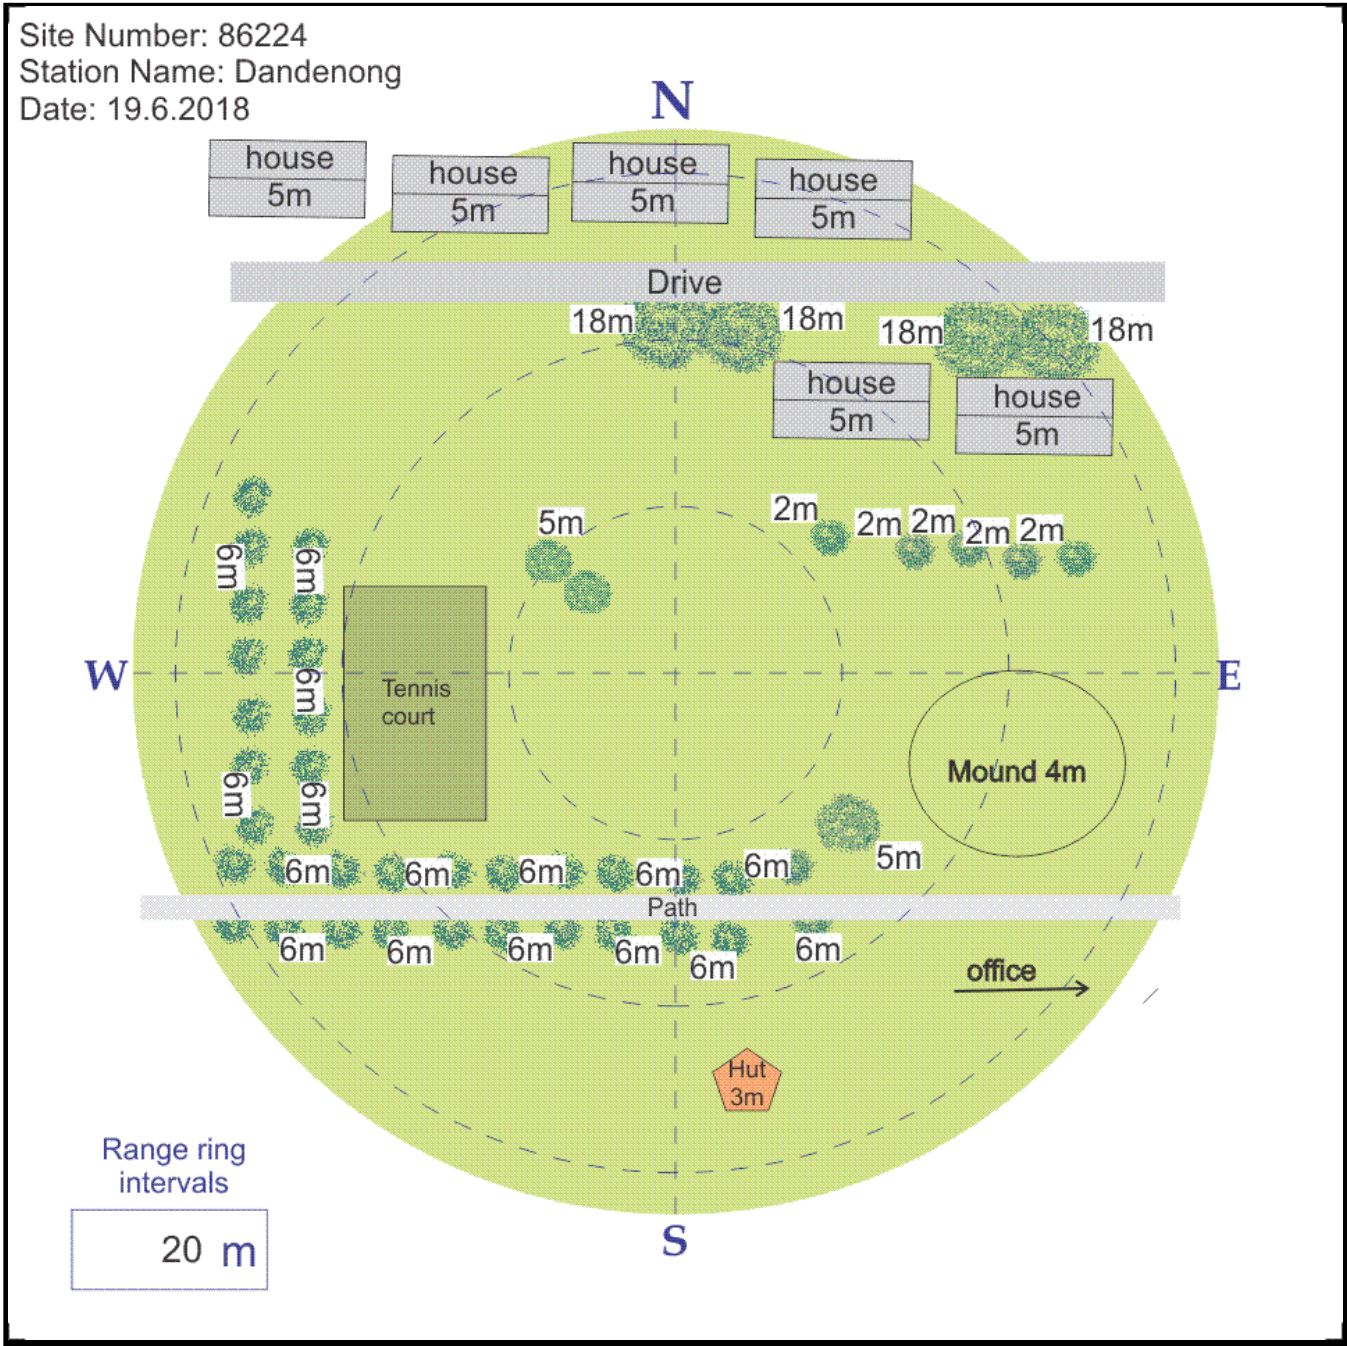 Site Number: 86224
Station Name: Dandenong
Date: 19.6.2018
N
house
5m
house
5m
house
5m
house
5m
Drive
18m
18m
18m
18m
house
5m
house
5m
5m
2m
2m
2m
2m
2m
6m
6m
W
Tennis
court
6m
E
Mound 4m
6m
6m
5m
6m
6m
6m
6m
6m
Path
6m
6m
6m
6m
6m
6m
office
Hut
3m
Range ring
intervals
20 m
S